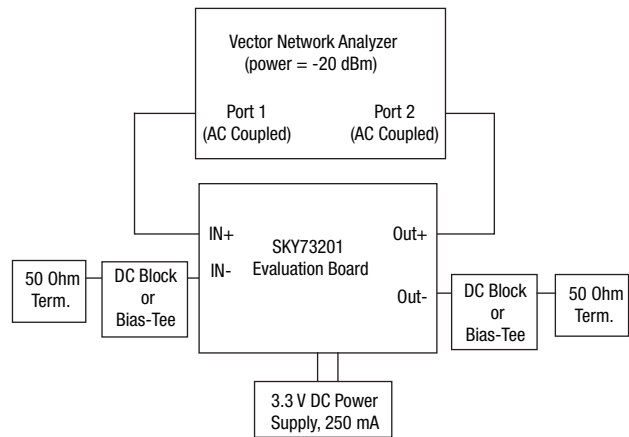 Vector Network Analyzer
(power = -20 dBm)
Port 1
(AC Coupled)
Port 2
(AC Coupled)
IN+
IN-
SKY73201
Evaluation Board
Out+
Out-
50 Ohm
Term.
DC Block
or
Bias-Tee
DC Block
or
Bias-Tee
50 Ohm
Term.
3.3 V DC Power
Supply, 250 mA